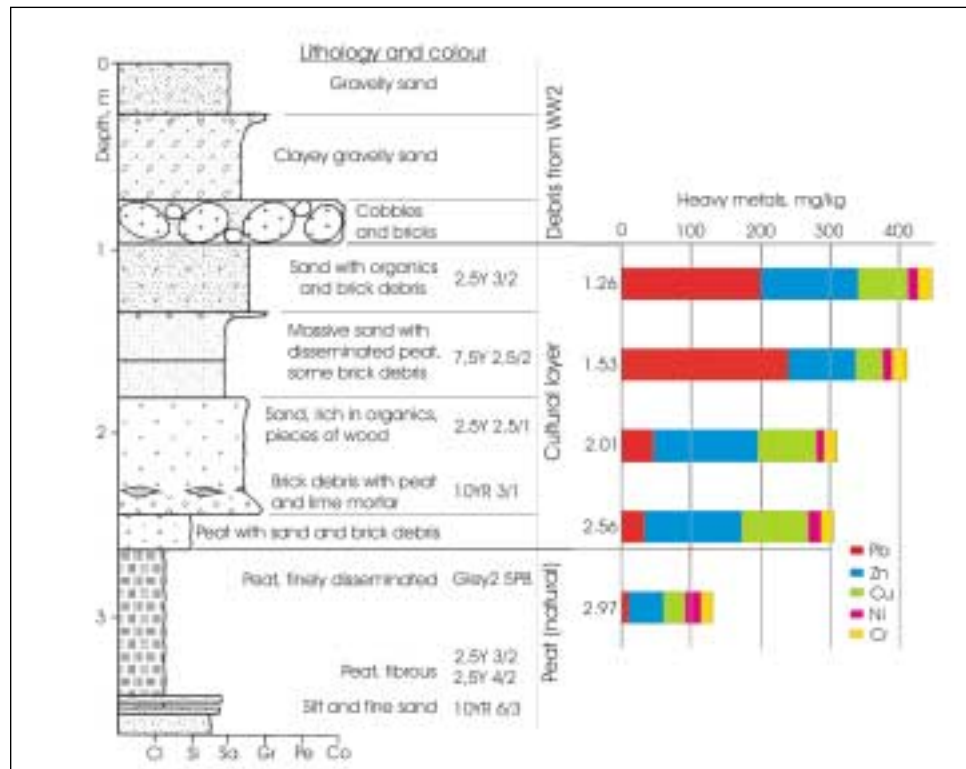 Lithology and colour
0
Depth, m
Gravelly sand
Clayey gravelly sand
Cobbles
and bricks
Debris from WW2
1
Sand with organics
and brick debris
2.5Y 3/2
Massive sand with
disseminated peat,
some brick debris
7,5Y 2,5/2
Sand, rich in organics,
pieces of wood
2.5Y 2.5/1
2
Brick debris with peat
and lime mortar
10YR 3/1
Peat with sand and brick debris
Cultural layer
Peat, finely disseminated
Gley2 5PB
3
Peat, fibrous
2,5Y 3/2
2,5Y 4/2
Silt and fine sand
10YR 6/3
Peat (natural)
Cl Si Sa Gr Pe Co
Heavy metals, mg/kg
0 100 200 300 400
1.26
1.53
2.01
2.56
2.97
Pb
Zn
Cu
Ni
Cr